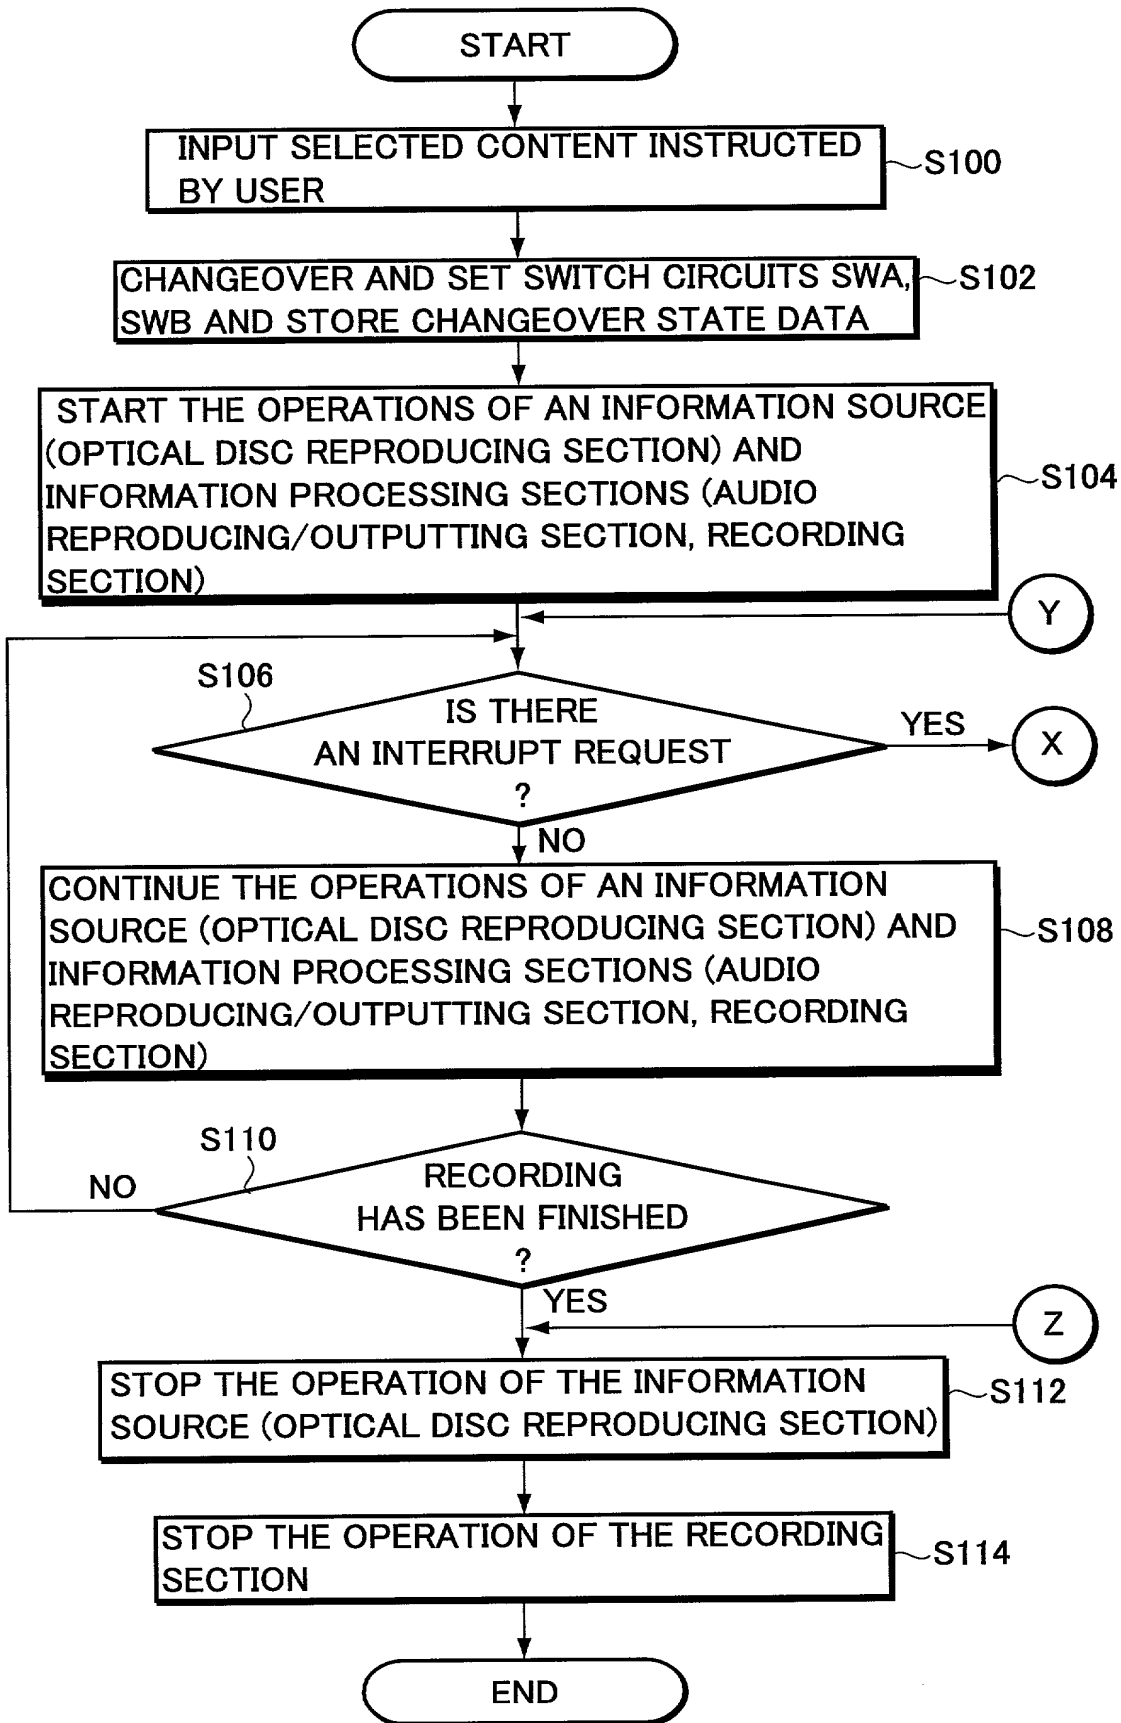 START
INPUT SELECTED CONTENT INSTRUCTED
BY USER
S100
CHANGEOVER AND SET SWITCH CIRCUITS SWA,
SWB AND STORE CHANGEOVER STATE DATA
S102
START THE OPERATIONS OF AN INFORMATION SOURCE
(OPTICAL DISC REPRODUCING SECTION) AND
INFORMATION PROCESSING SECTIONS (AUDIO
REPRODUCING/OUTPUTTING SECTION, RECORDING
SECTION)
S104
Y
S106
IS THERE
AN INTERRUPT REQUEST
?
YES
X
NO
CONTINUE THE OPERATIONS OF AN INFORMATION
SOURCE (OPTICAL DISC REPRODUCING SECTION) AND
INFORMATION PROCESSING SECTIONS (AUDIO
REPRODUCING/OUTPUTTING SECTION, RECORDING
SECTION)
S108
S110
NO
RECORDING
HAS BEEN FINISHED
?
YES
Z
STOP THE OPERATION OF THE INFORMATION
SOURCE (OPTICAL DISC REPRODUCING SECTION)
S112
STOP THE OPERATION OF THE RECORDING
SECTION
S114
END